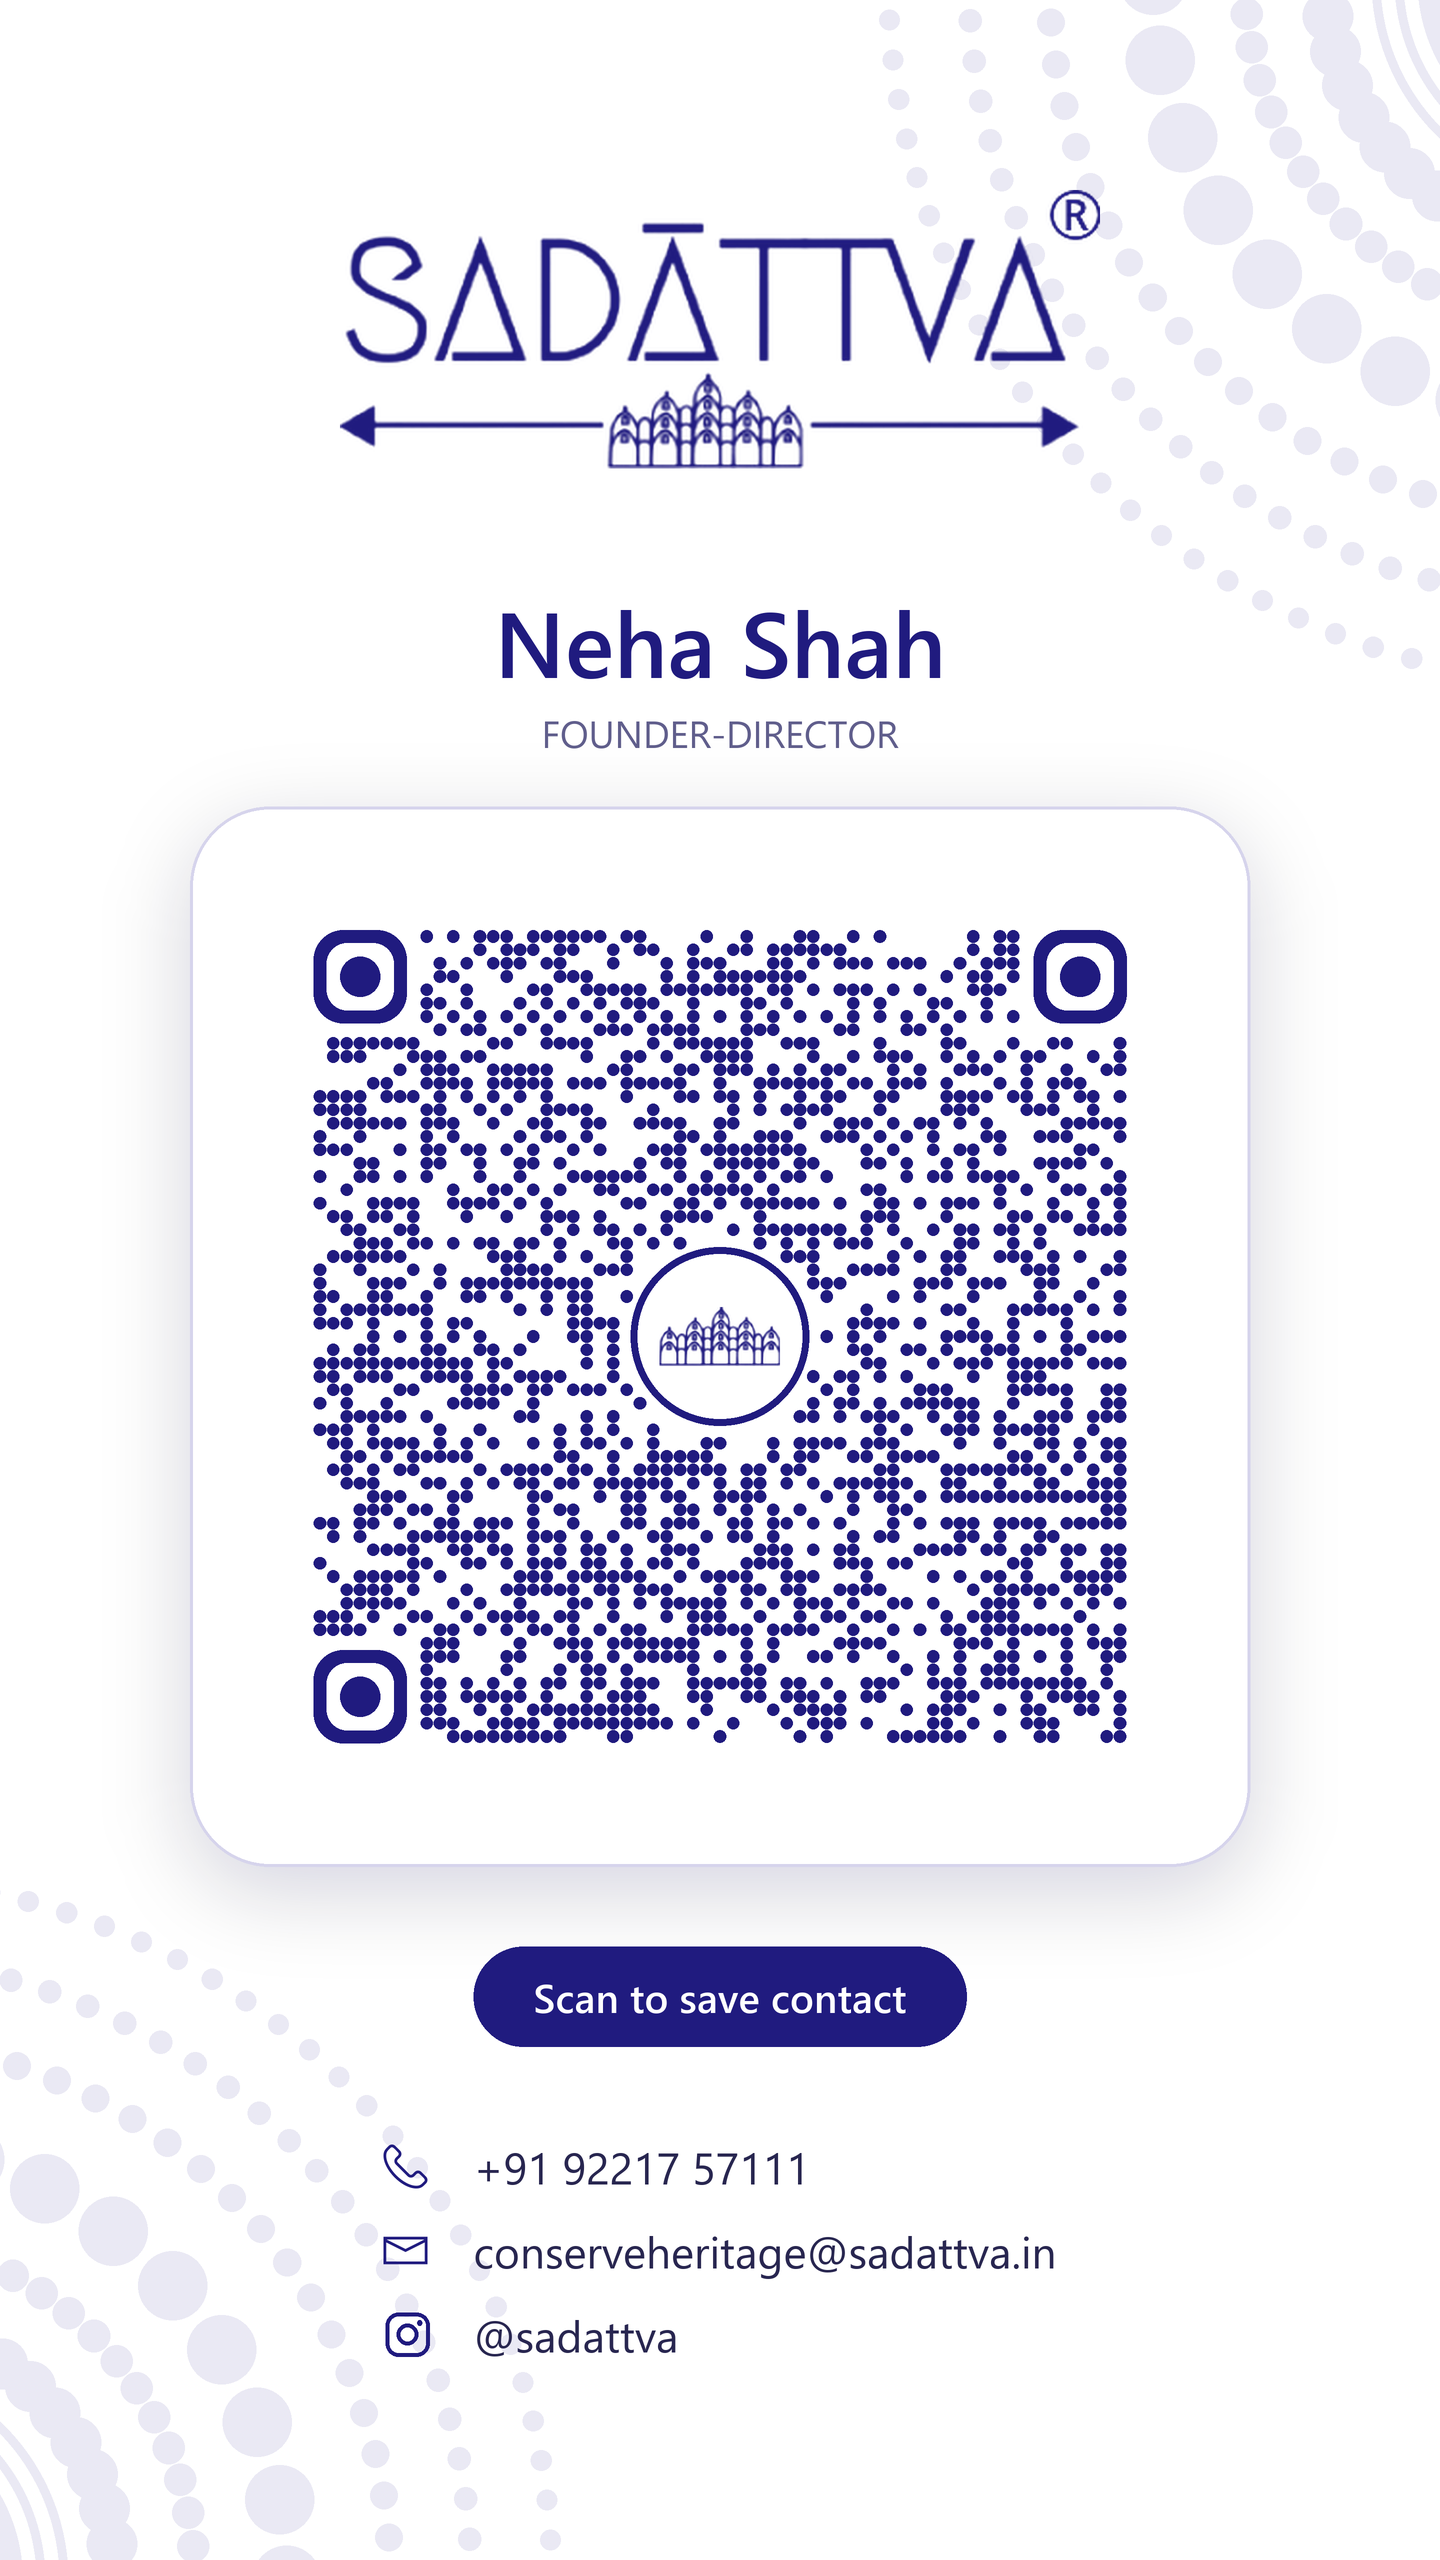 SADĀTTVA®
Neha Shah
FOUNDER-DIRECTOR
Scan to save contact
+91 92217 57111
conserveheritage@sadattva.in
@sadattva